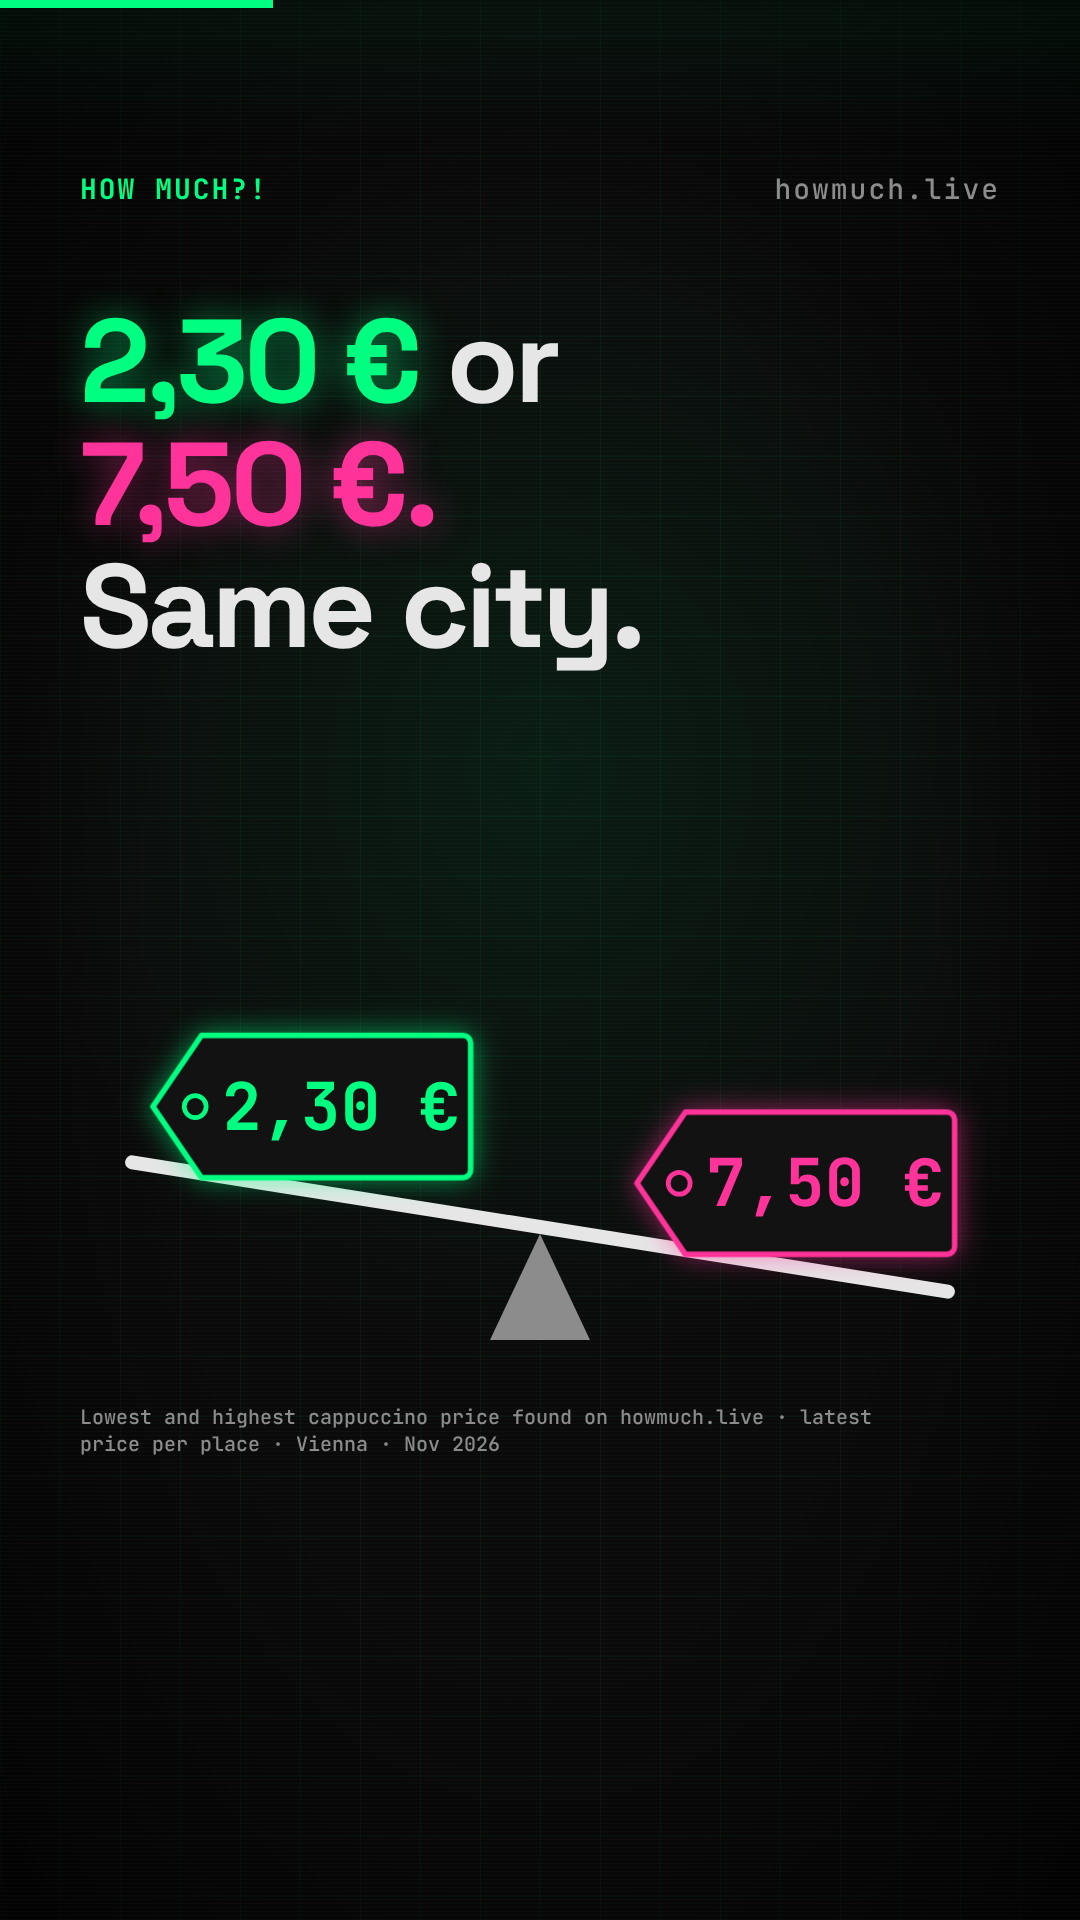 HOW MUCH?!
howmuch.live
2,30 € or
7,50 €.
Same city.
2,30 €
7,50 €
Lowest and highest cappuccino price found on howmuch.live · latest
price per place · Vienna · Nov 2026